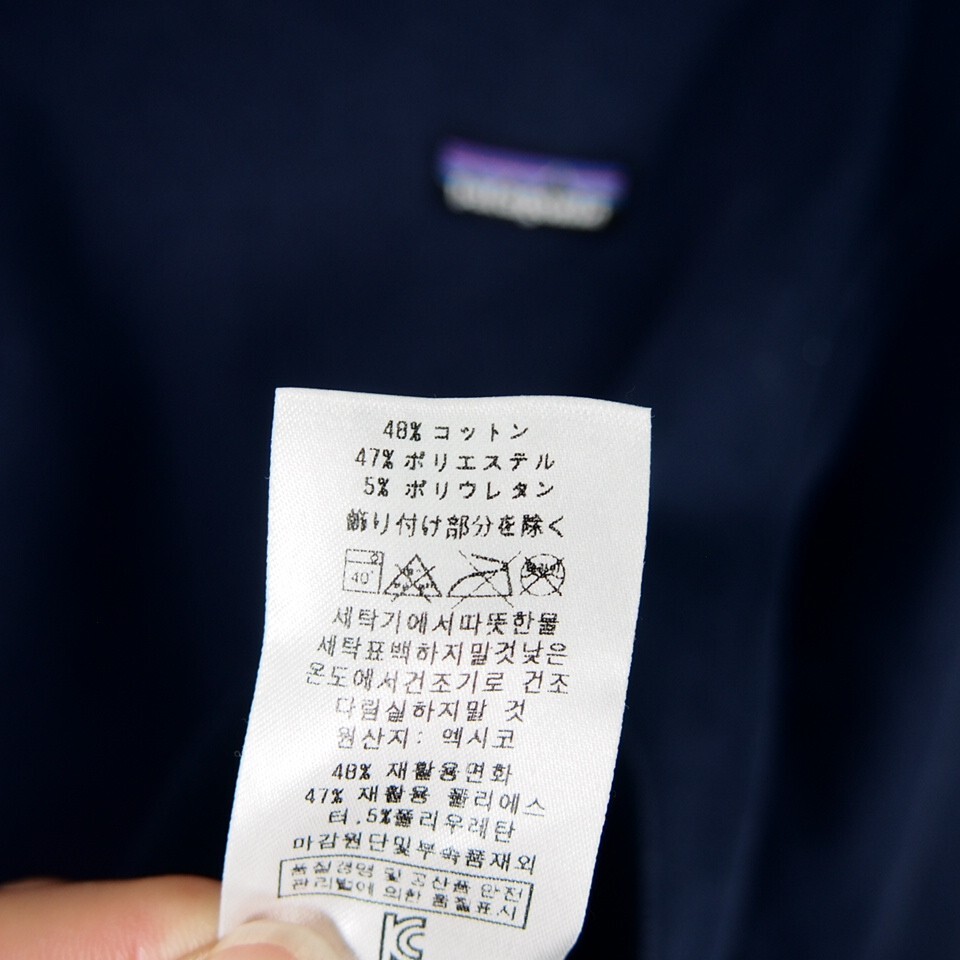 48% コットン
47% ポリエステル
5% ポリウレタン
飾り付け部分を除く
40°
세탁기에서따뜻한물
세탁표백하지말것낮은
온도에서건조기로 건조
다림실하지말 것
원산지: 멕시코
48% 재활용면화
47% 재활용 폴리에스
터.5%폴리우레탄
마감원단및부속품재외
품질경영 및 공산품 안전
관리법에 의한 품질표시